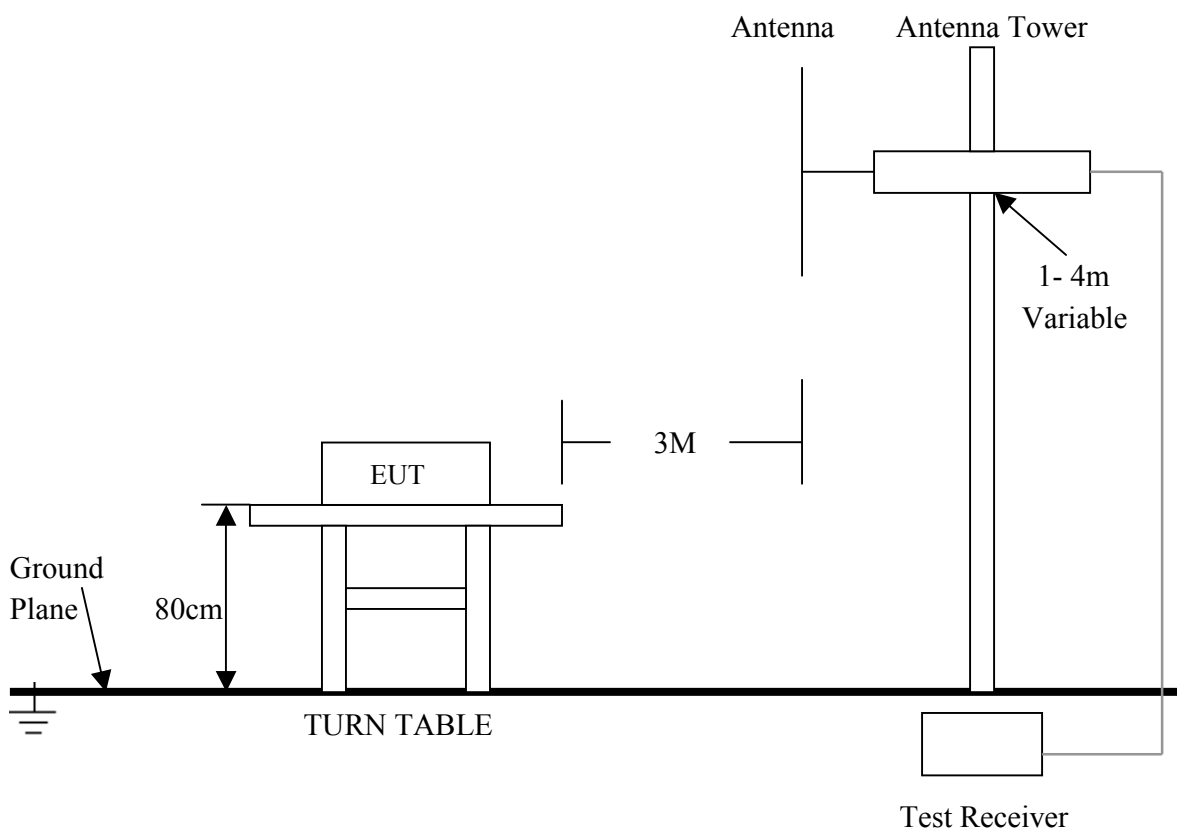 Antenna
Antenna Tower
1- 4m
Variable
3M
EUT
Ground
Plane
80cm
TURN TABLE
Test Receiver